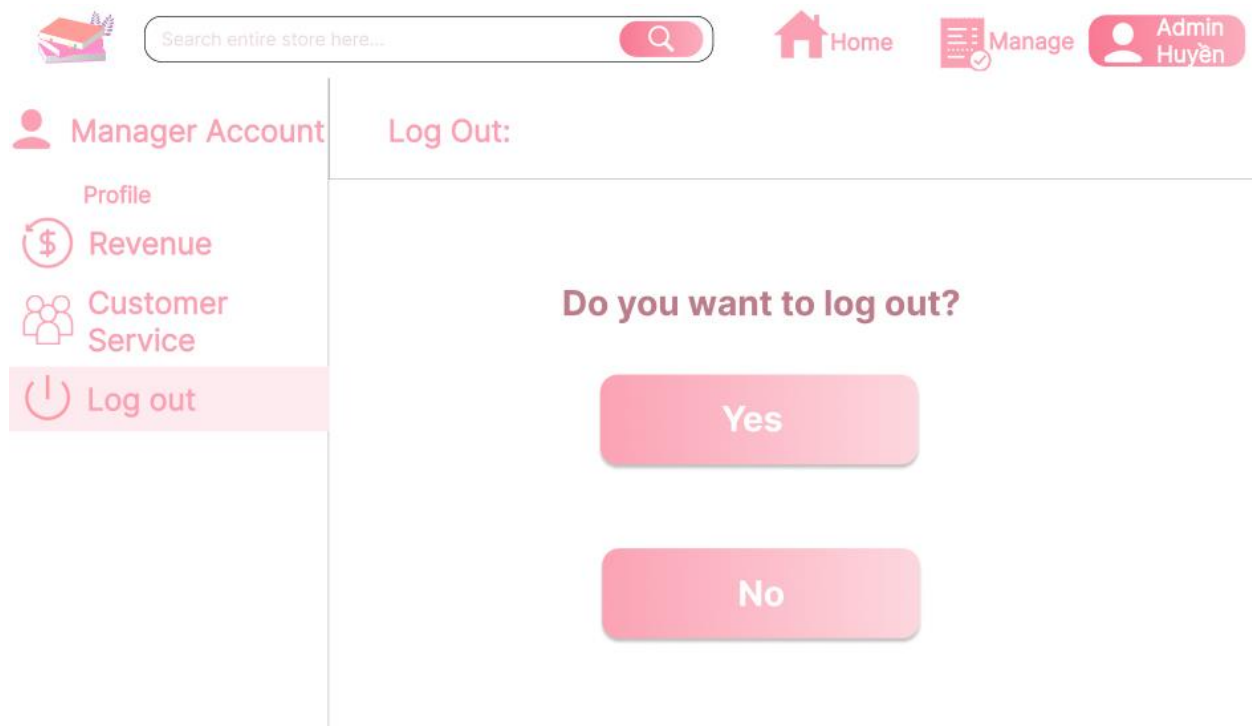 Search entire store here...
Home
Manage
Admin
Huyền
Manager Account
Profile
Revenue
Customer
Service
Log out
Log Out:
Do you want to log out?
Yes
No